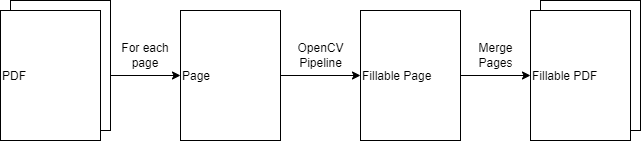 PDF
For each
page
Page
OpenCV
Pipeline
Fillable Page
Merge
Pages
Fillable PDF